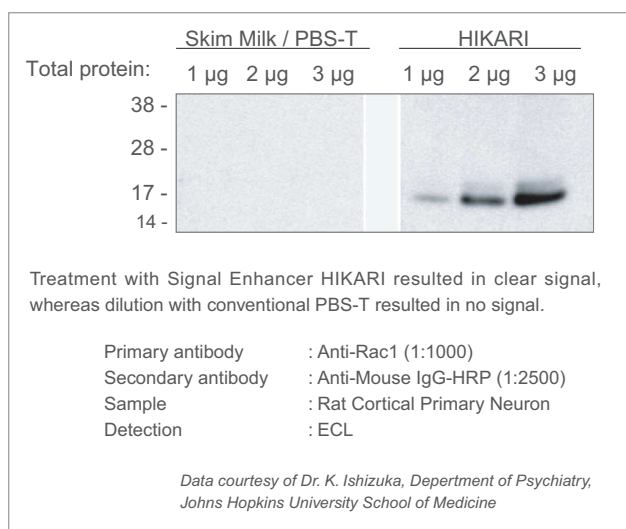 Skim Milk / PBS-T HIKARI
Total protein: 1 µg 2 µg 3 µg 1 µg 2 µg 3 µg
38 -
28 -
17 -
14 -
Treatment with Signal Enhancer HIKARI resulted in clear signal,
whereas dilution with conventional PBS-T resulted in no signal.
Primary antibody : Anti-Rac1 (1:1000)
Secondary antibody : Anti-Mouse IgG-HRP (1:2500)
Sample : Rat Cortical Primary Neuron
Detection : ECL
Data courtesy of Dr. K. Ishizuka, Depertment of Psychiatry,
Johns Hopkins University School of Medicine